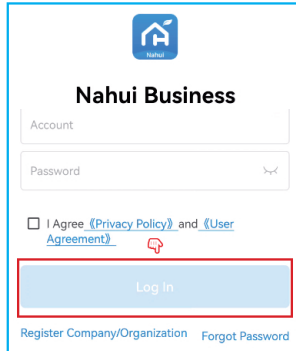 Nahui
Nahui Business
Account
Password
I Agree 《Privacy Policy》 and 《User
Agreement》
Log In
Register Company/Organization Forgot Password